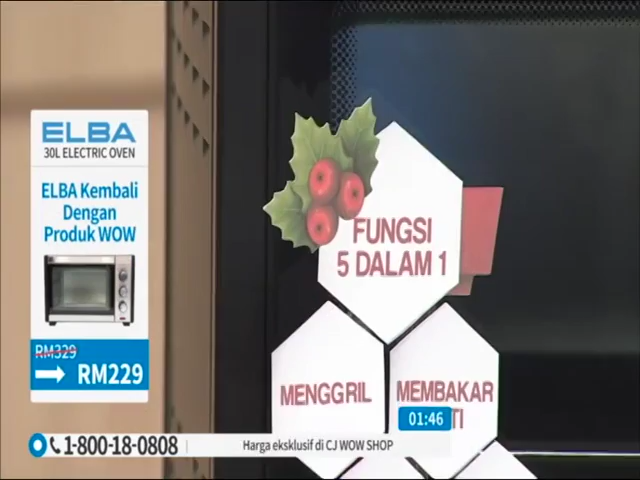 ELBA
30L ELECTRIC OVEN
ELBA Kembali
Dengan
Produk WOW
RM329
RM229
FUNGSI
5 DALAM 1
MENGGRIL
MEMBAKAR
01:46
1-800-18-0808
Harga eksklusif di CJ WOW SHOP